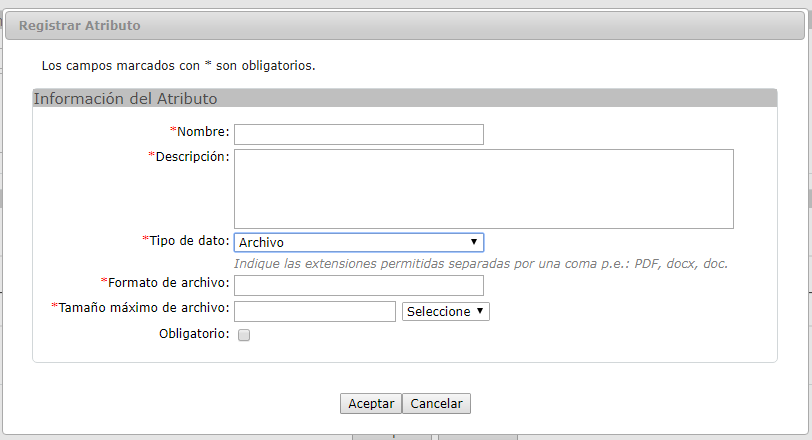 Registrar Atributo
Los campos marcados con * son obligatorios.
Información del Atributo
*Nombre:
*Descripción:
*Tipo de dato: Archivo
Indique las extensiones permitidas separadas por una coma p.e.: PDF, docx, doc.
*Formato de archivo:
*Tamaño máximo de archivo: Seleccione
Obligatorio:
Aceptar Cancelar